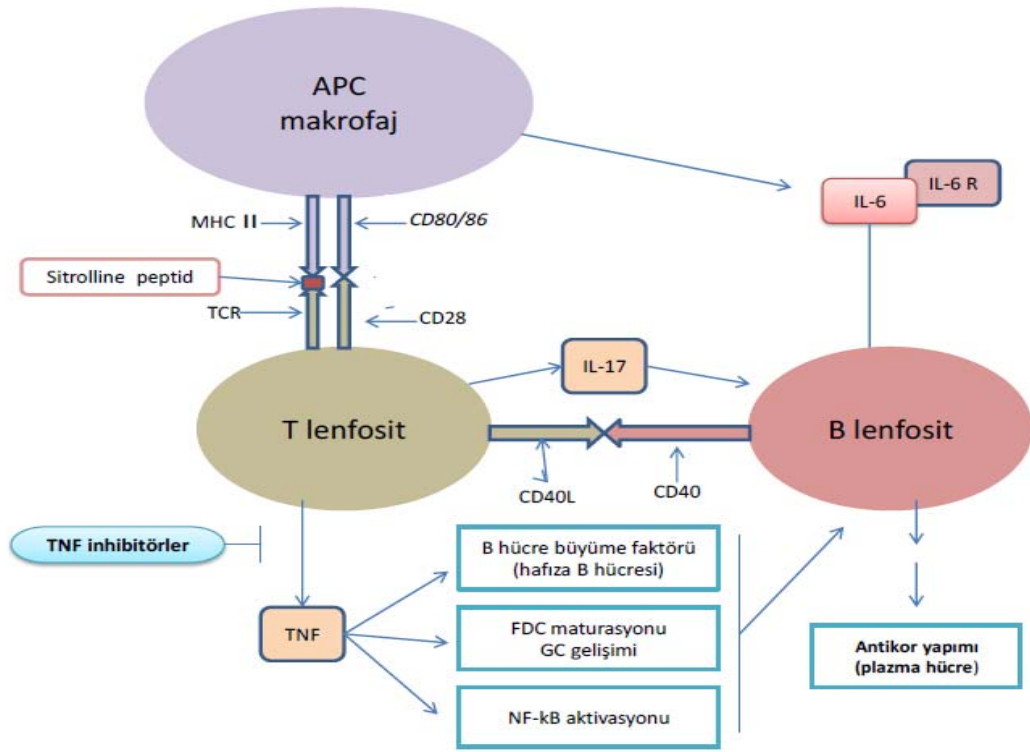 APC
makrofaj
IL-6 R
IL-6
MHC II
CD80/86
Sitrolline peptid
TCR
CD28
IL-17
T lenfosit
B lenfosit
CD40L
CD40
TNF inhibitörler
B hücre büyüme faktörü
(hafıza B hücresi)
TNF
FDC maturasyonu
GC gelişimi
Antikor yapımı
(plazma hücre)
NF-kB aktivasyonu